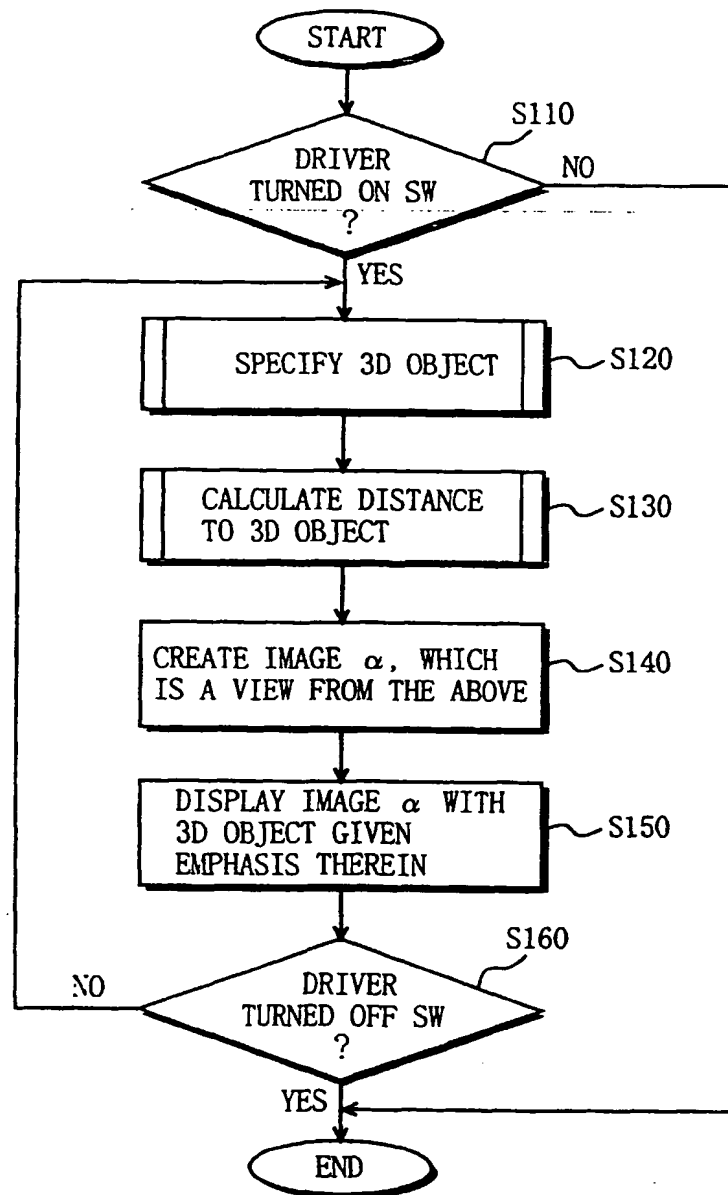 START
S110
DRIVER
TURNED ON SW
?
NO
YES
SPECIFY 3D OBJECT
S120
CALCULATE DISTANCE
TO 3D OBJECT
S130
CREATE IMAGE α, WHICH
IS A VIEW FROM THE ABOVE
S140
DISPLAY IMAGE α WITH
3D OBJECT GIVEN
EMPHASIS THEREIN
S150
S160
NO
DRIVER
TURNED OFF SW
?
YES
END